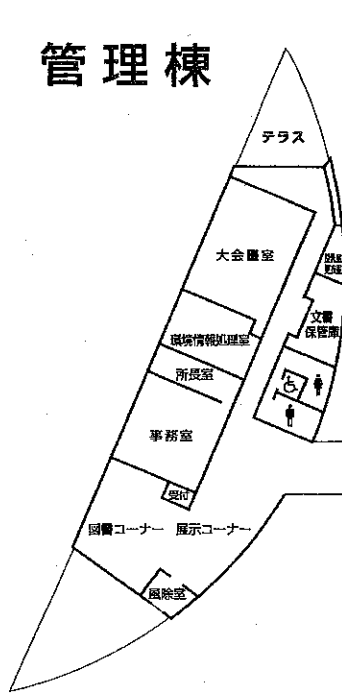 管理棟
テラス
大会議室
文書
保管庫
環境情報処理室
所長室
事務室
受付
図書コーナー
展示コーナー
風除室